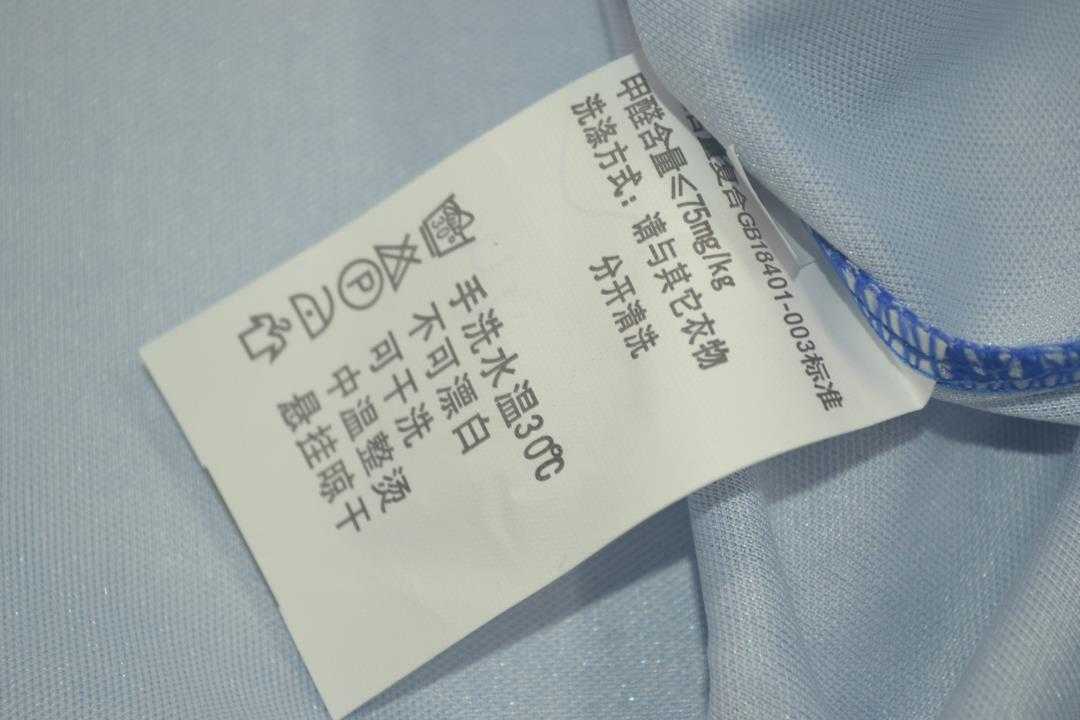 复合GB18401-003标准
甲醛含量≤75mg/kg
洗涤方式：请与其它衣物
分开清洗
30°
手洗水温30℃
不可漂白
P
可干洗
中温整烫
悬挂晾干